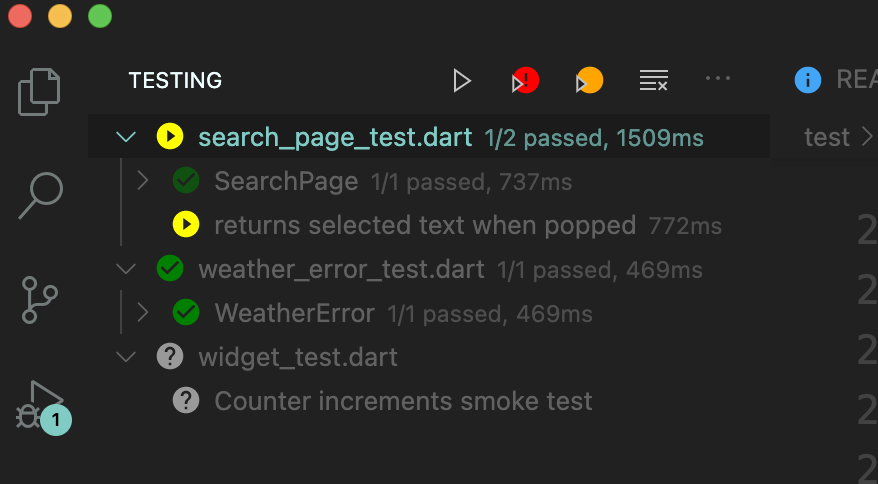 TESTING
REA
search_page_test.dart 1/2 passed, 1509ms
test >
SearchPage 1/1 passed, 737ms
returns selected text when popped 772ms
2
weather_error_test.dart 1/1 passed, 469ms
2
WeatherError 1/1 passed, 469ms
2
widget_test.dart
Counter increments smoke test
2
1
2